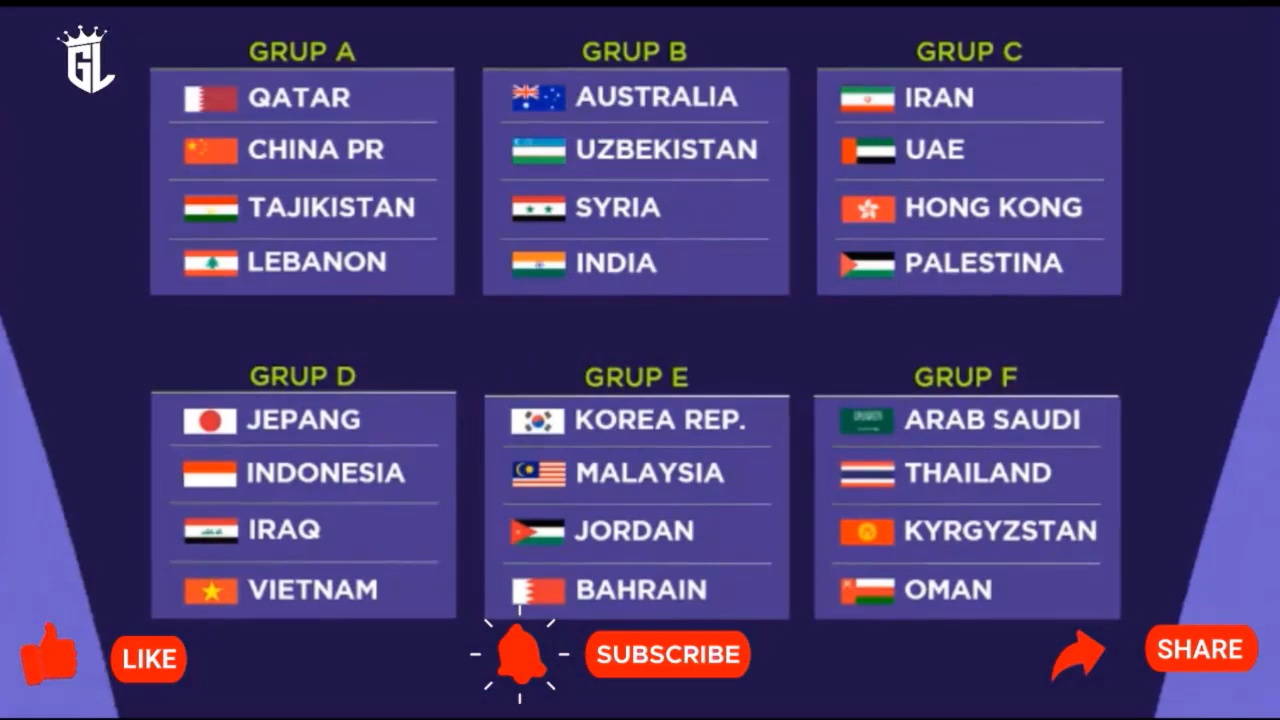 GL
GRUP A
QATAR
CHINA PR
TAJIKISTAN
LEBANON
GRUP B
AUSTRALIA
UZBEKISTAN
SYRIA
INDIA
GRUP C
IRAN
UAE
HONG KONG
PALESTINA
GRUP D
JEPANG
INDONESIA
IRAQ
VIETNAM
GRUP E
KOREA REP.
MALAYSIA
JORDAN
BAHRAIN
GRUP F
ARAB SAUDI
THAILAND
KYRGYZSTAN
OMAN
LIKE
SUBSCRIBE
SHARE